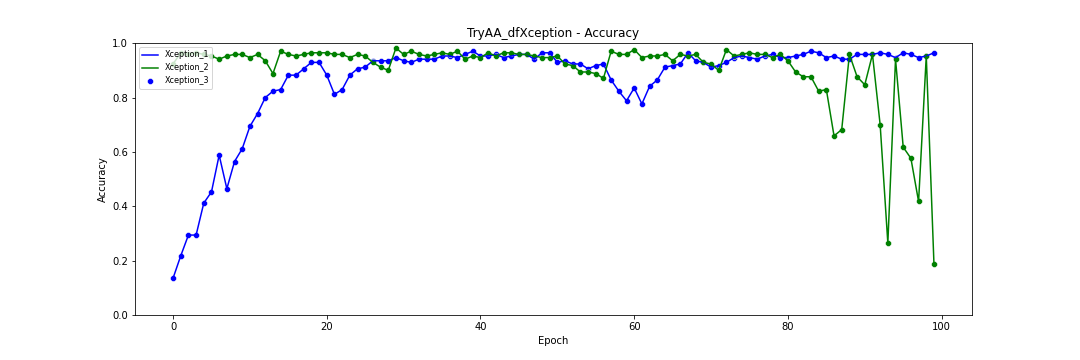 TryAA_dfXception - Accuracy
1.0
0.8
0.6
0.4
0.2
0.0
Accuracy
Xception_1
Xception_2
Xception_3
0 20 40 60 80 100
Epoch